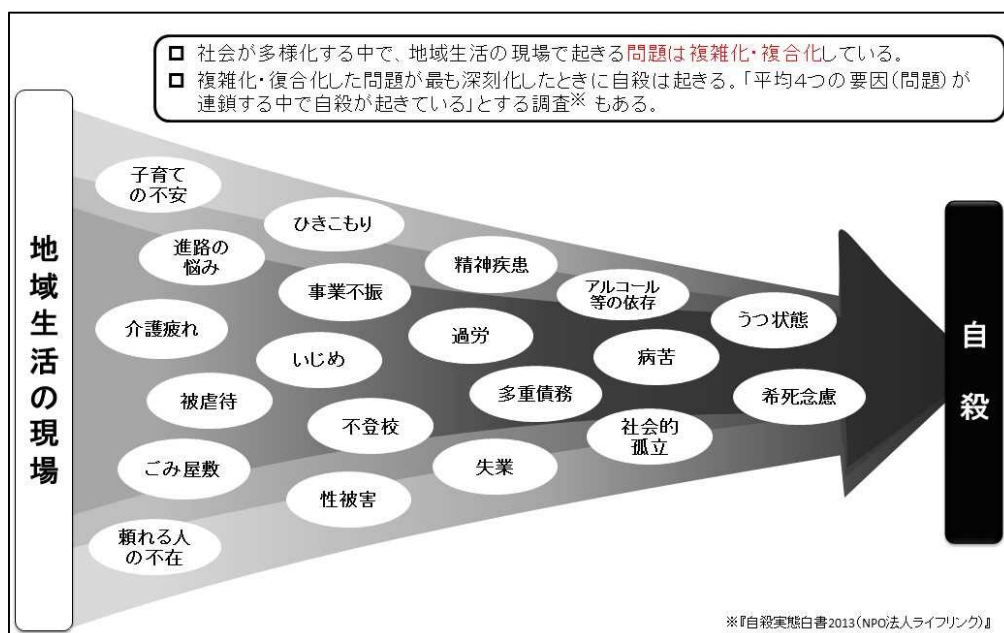 □ 社会が多様化する中で、地域生活の現場で起きる問題は複雑化・複合化している。
□ 複雑化・復合化した問題が最も深刻化したときに自殺は起きる。「平均4つの要因(問題)が
連鎖する中で自殺が起きている」とする調査※ もある。
地域生活の現場
子育て
の不安
ひきこもり
進路の
悩み
精神疾患
事業不振
アルコール
等の依存
うつ状態
介護疲れ
過労
いじめ
病苦
被虐待
多重債務
希死念慮
不登校
社会的
孤立
ごみ屋敷
失業
性被害
頼れる人
の不在
自殺
※『自殺実態白書2013(NPO法人ライフリンク)』